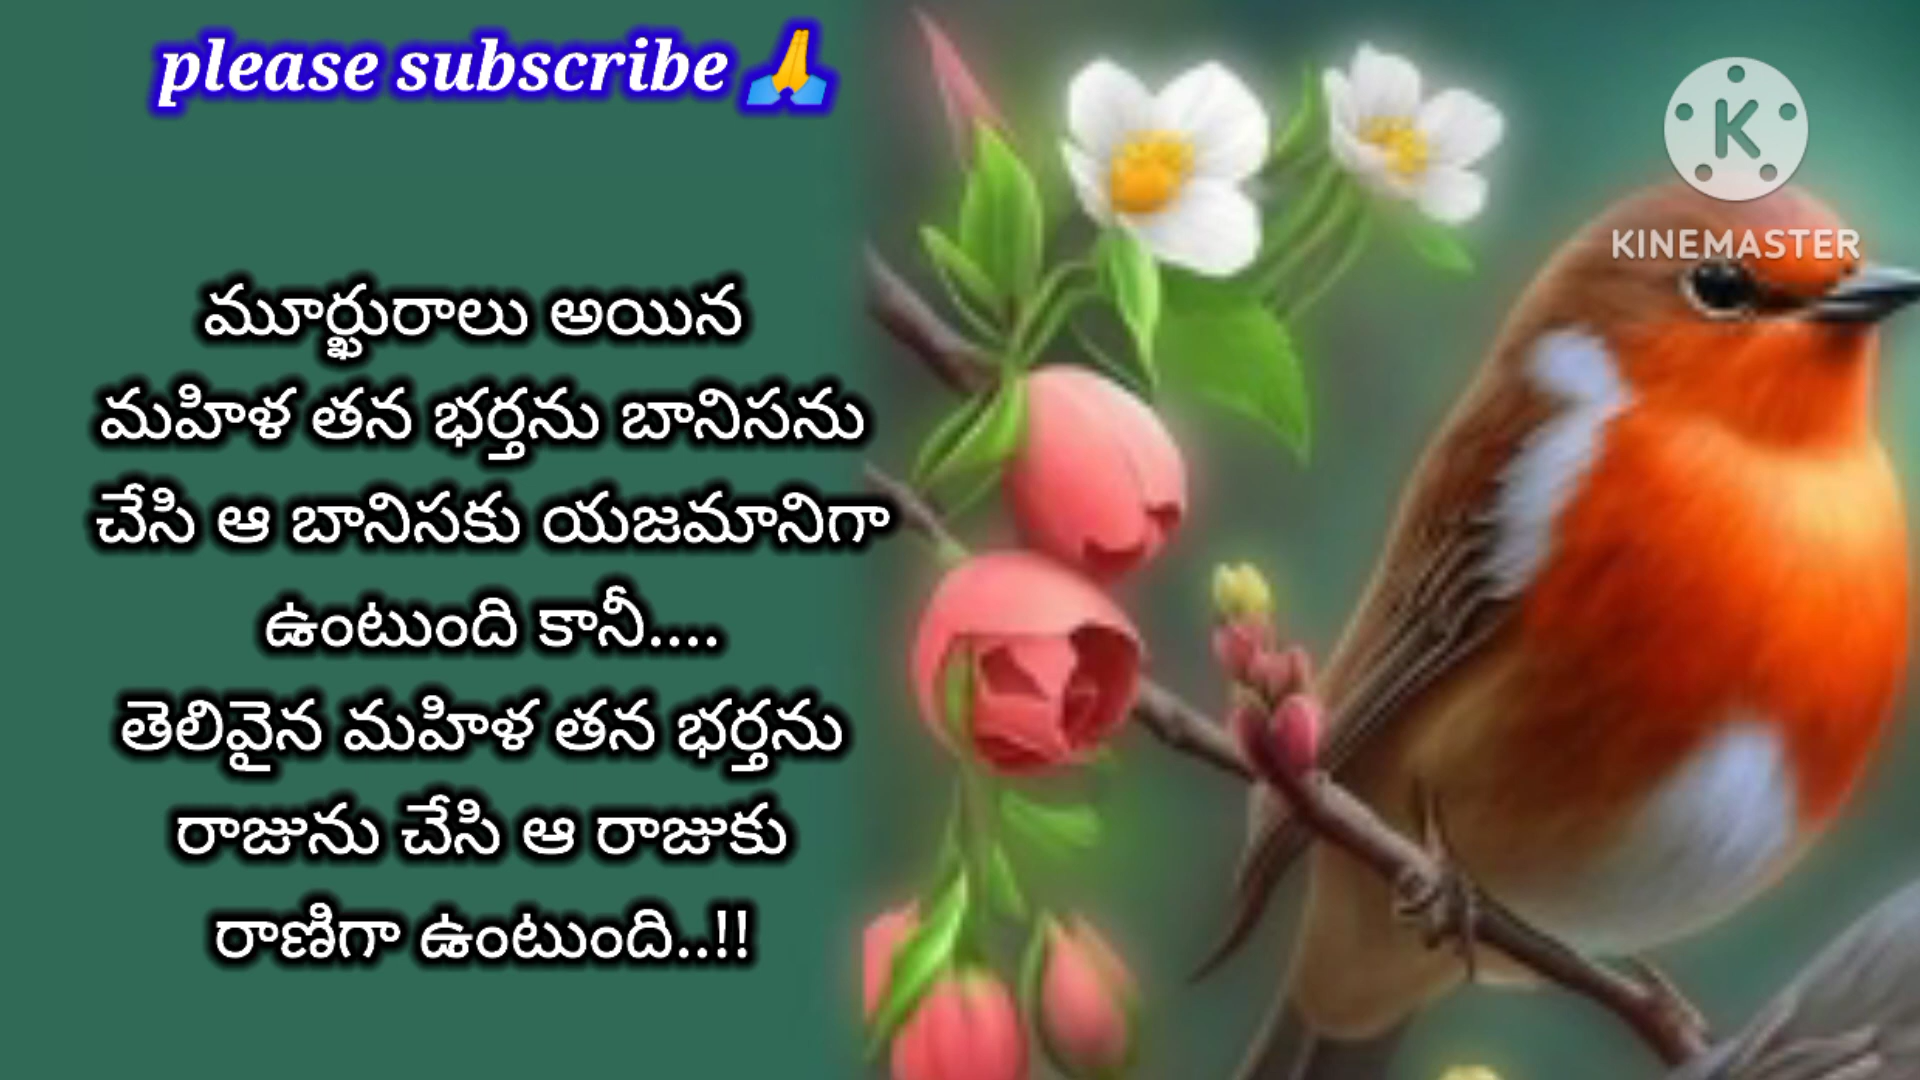 please subscribe 🙏
మూర్ఖురాలు అయిన
మహిళ తన భర్తను బానిసను
చేసి ఆ బానిసకు యజమానిగా
ఉంటుంది కానీ....
తెలివైన మహిళ తన భర్తను
రాజును చేసి ఆ రాజుకు
రాణిగా ఉంటుంది..!!
K
KINEMASTER